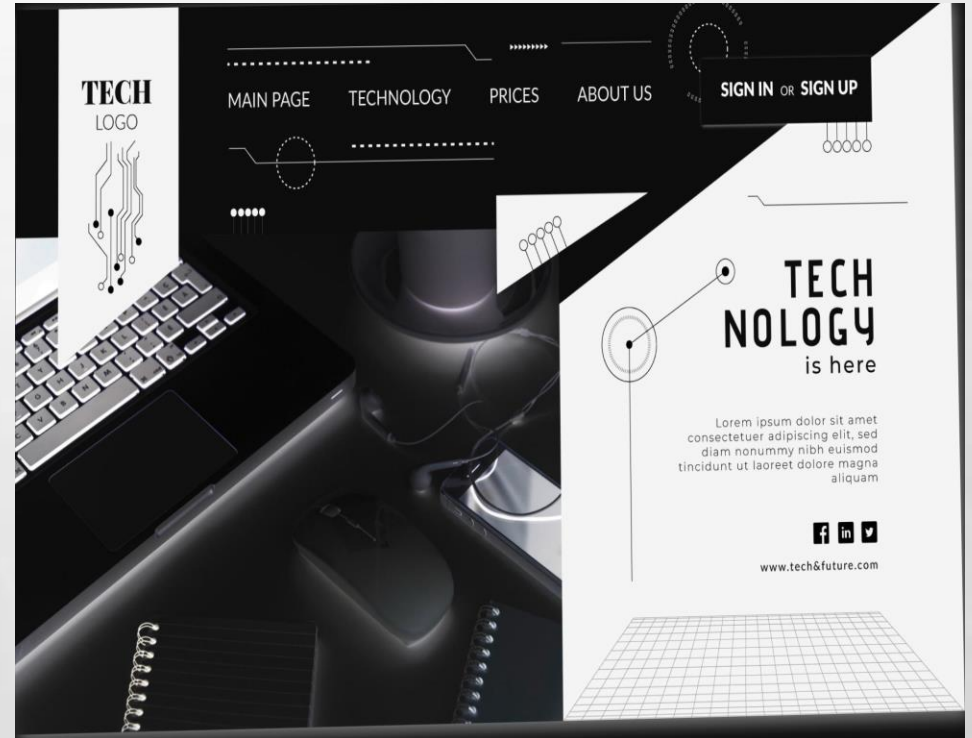 TECH
LOGO
MAIN PAGE TECHNOLOGY PRICES ABOUT US
SIGN IN OR SIGN UP
TECH
NOLOGY
is here
Lorem ipsum dolor sit amet
consectetuer adipiscing elit, sed
diam nonummy nibh euismod
tincidunt ut laoreet dolore magna
aliquam
www.tech&future.com